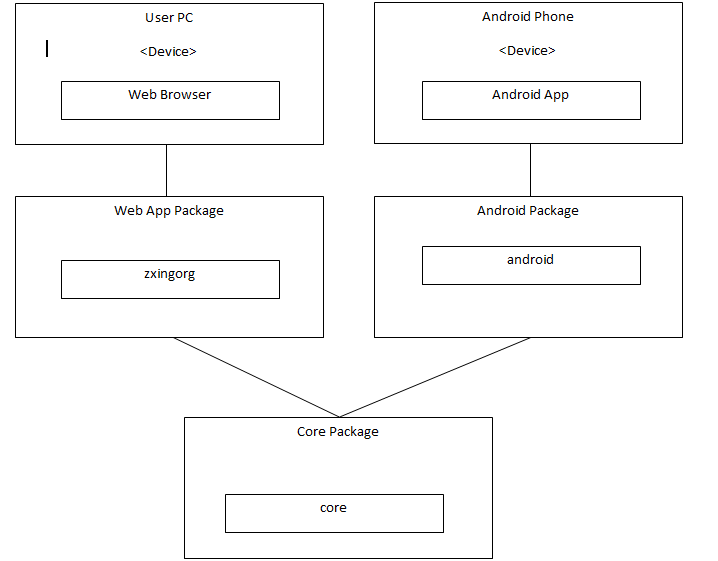 User PC
<Device>
Web Browser
Android Phone
<Device>
Android App
Web App Package
zxingorg
Android Package
android
Core Package
core